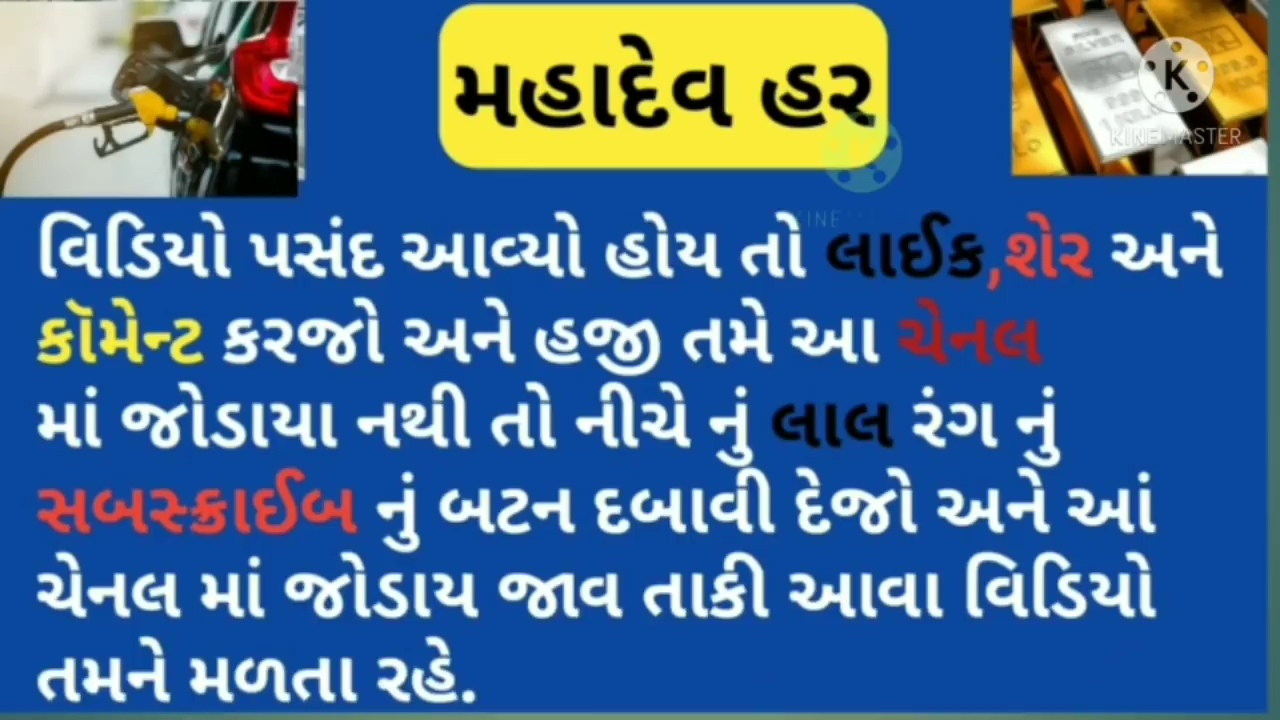 મહાદેવ હર
KINEMASTER
વિડિયો પસંદ આવ્યો હોય તો લાઈક,શેર અને
કૉમેન્ટ કરજો અને હજી તમે આ ચેનલ
માં જોડાયા નથી તો નીચે નું લાલ રંગ નું
સબસ્ક્રાઈબ નું બટન દબાવી દેજો અને આં
ચેનલ માં જોડાય જાવ તાકી આવા વિડિયો
તમને મળતા રહે.